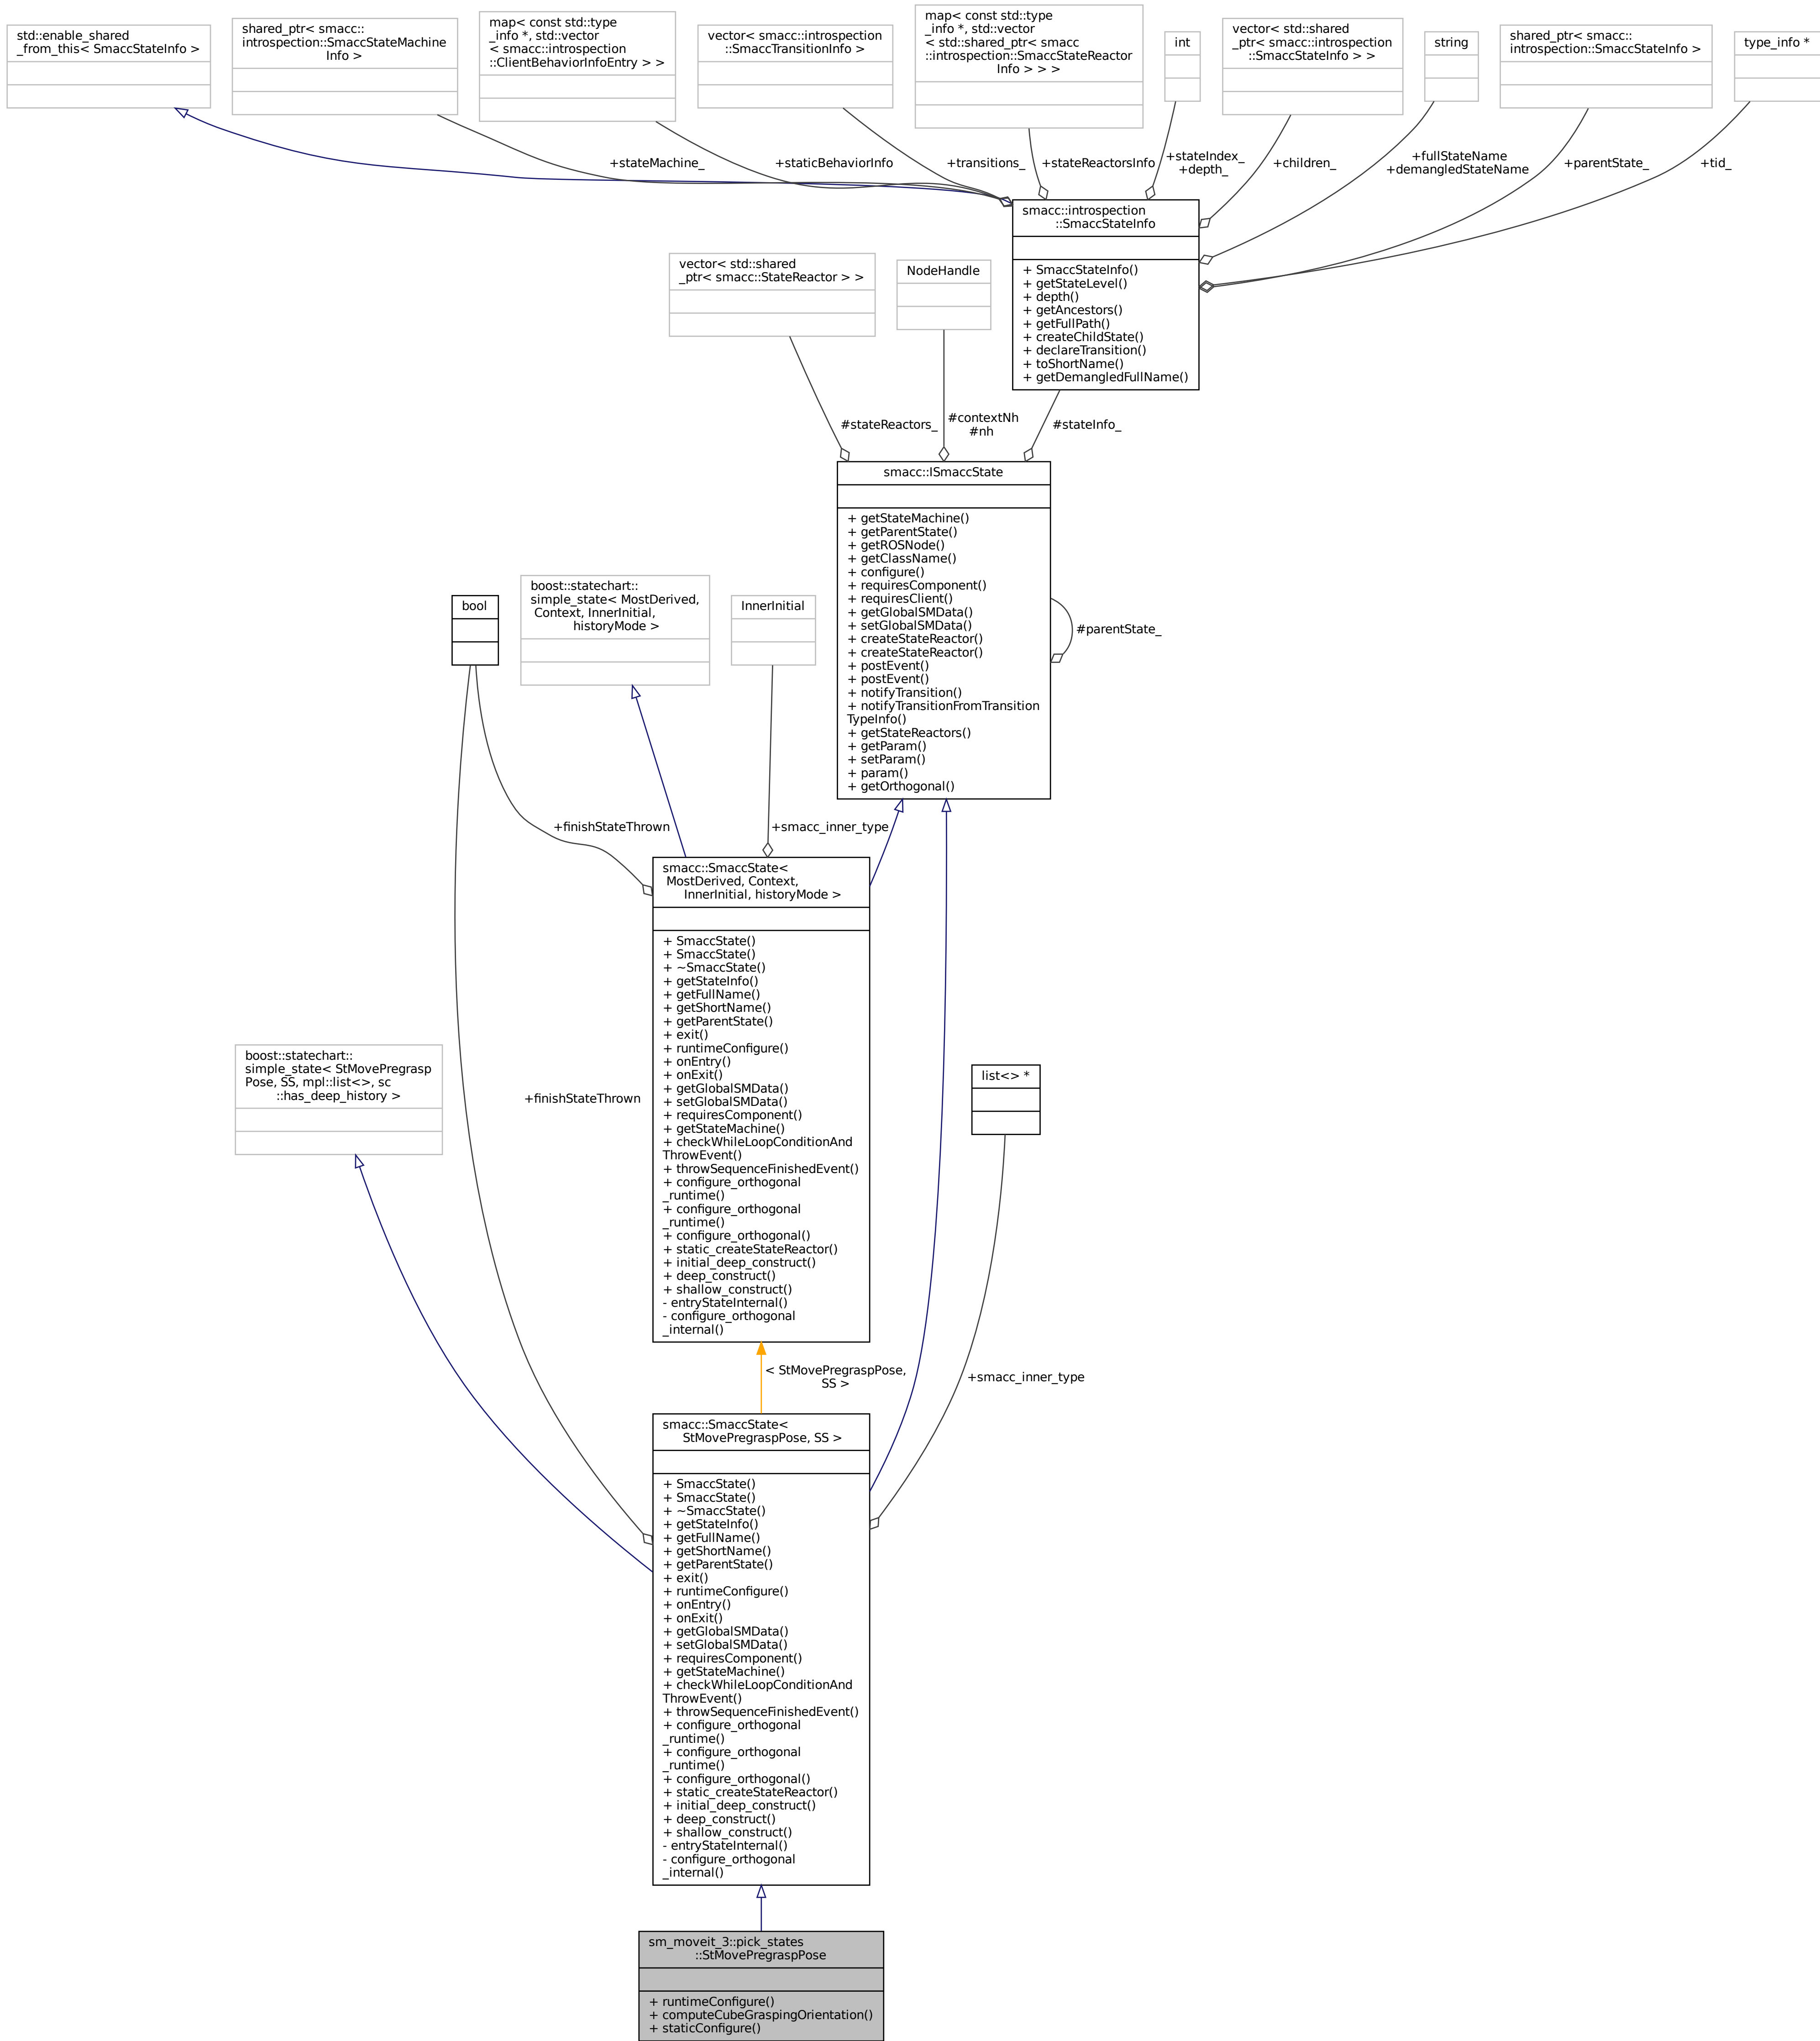 std::enable_shared
_from_this< SmaccStateInfo >
shared_ptr< smacc::
introspection::SmaccStateMachine
Info >
map< const std::type
_info *, std::vector
< smacc::introspection
::ClientBehaviorInfoEntry > >
vector< smacc::introspection
::SmaccTransitionInfo >
map< const std::type
_info *, std::vector
< std::shared_ptr< smacc
::introspection::SmaccStateReactor
Info > > >
int
vector< std::shared
_ptr< smacc::introspection
::SmaccStateInfo > >
string
shared_ptr< smacc::
introspection::SmaccStateInfo >
type_info *
+stateMachine_
+staticBehaviorInfo
+transitions_
+stateReactorsInfo
+stateIndex_
+depth_
+children_
+fullStateName
+demangledStateName
+parentState_
+tid_
smacc::introspection
::SmaccStateInfo
+ SmaccStateInfo()
+ getStateLevel()
+ depth()
+ getAncestors()
+ getFullPath()
+ createChildState()
+ declareTransition()
+ toShortName()
+ getDemangledFullName()
vector< std::shared
_ptr< smacc::StateReactor > >
NodeHandle
#stateReactors_
#contextNh
#nh
#stateInfo_
smacc::ISmaccState
+ getStateMachine()
+ getParentState()
+ getROSNode()
+ getClassName()
+ configure()
+ requiresComponent()
+ requiresClient()
+ getGlobalSMData()
+ setGlobalSMData()
+ createStateReactor()
+ createStateReactor()
+ postEvent()
+ postEvent()
+ notifyTransition()
+ notifyTransitionFromTransition
TypeInfo()
+ getStateReactors()
+ getParam()
+ setParam()
+ param()
+ getOrthogonal()
#parentState_
bool
boost::statechart::
simple_state< MostDerived,
Context, InnerInitial,
historyMode >
InnerInitial
+finishStateThrown
+smacc_inner_type
smacc::SmaccState<
MostDerived, Context,
InnerInitial, historyMode >
+ SmaccState()
+ SmaccState()
+ ~SmaccState()
+ getStateInfo()
+ getFullName()
+ getShortName()
+ getParentState()
+ exit()
+ runtimeConfigure()
+ onEntry()
+ onExit()
+ getGlobalSMData()
+ setGlobalSMData()
+ requiresComponent()
+ getStateMachine()
+ checkWhileLoopConditionAnd
ThrowEvent()
+ throwSequenceFinishedEvent()
+ configure_orthogonal
_runtime()
+ configure_orthogonal
_runtime()
+ configure_orthogonal()
+ static_createStateReactor()
+ initial_deep_construct()
+ deep_construct()
+ shallow_construct()
- entryStateInternal()
- configure_orthogonal
_internal()
boost::statechart::
simple_state< StMovePregrasp
Pose, SS, mpl::list<>, sc
::has_deep_history >
+finishStateThrown
list<> *
< StMovePregraspPose,
SS >
+smacc_inner_type
smacc::SmaccState<
StMovePregraspPose, SS >
+ SmaccState()
+ SmaccState()
+ ~SmaccState()
+ getStateInfo()
+ getFullName()
+ getShortName()
+ getParentState()
+ exit()
+ runtimeConfigure()
+ onEntry()
+ onExit()
+ getGlobalSMData()
+ setGlobalSMData()
+ requiresComponent()
+ getStateMachine()
+ checkWhileLoopConditionAnd
ThrowEvent()
+ throwSequenceFinishedEvent()
+ configure_orthogonal
_runtime()
+ configure_orthogonal
_runtime()
+ configure_orthogonal()
+ static_createStateReactor()
+ initial_deep_construct()
+ deep_construct()
+ shallow_construct()
- entryStateInternal()
- configure_orthogonal
_internal()
sm_moveit_3::pick_states
::StMovePregraspPose
+ runtimeConfigure()
+ computeCubeGraspingOrientation()
+ staticConfigure()